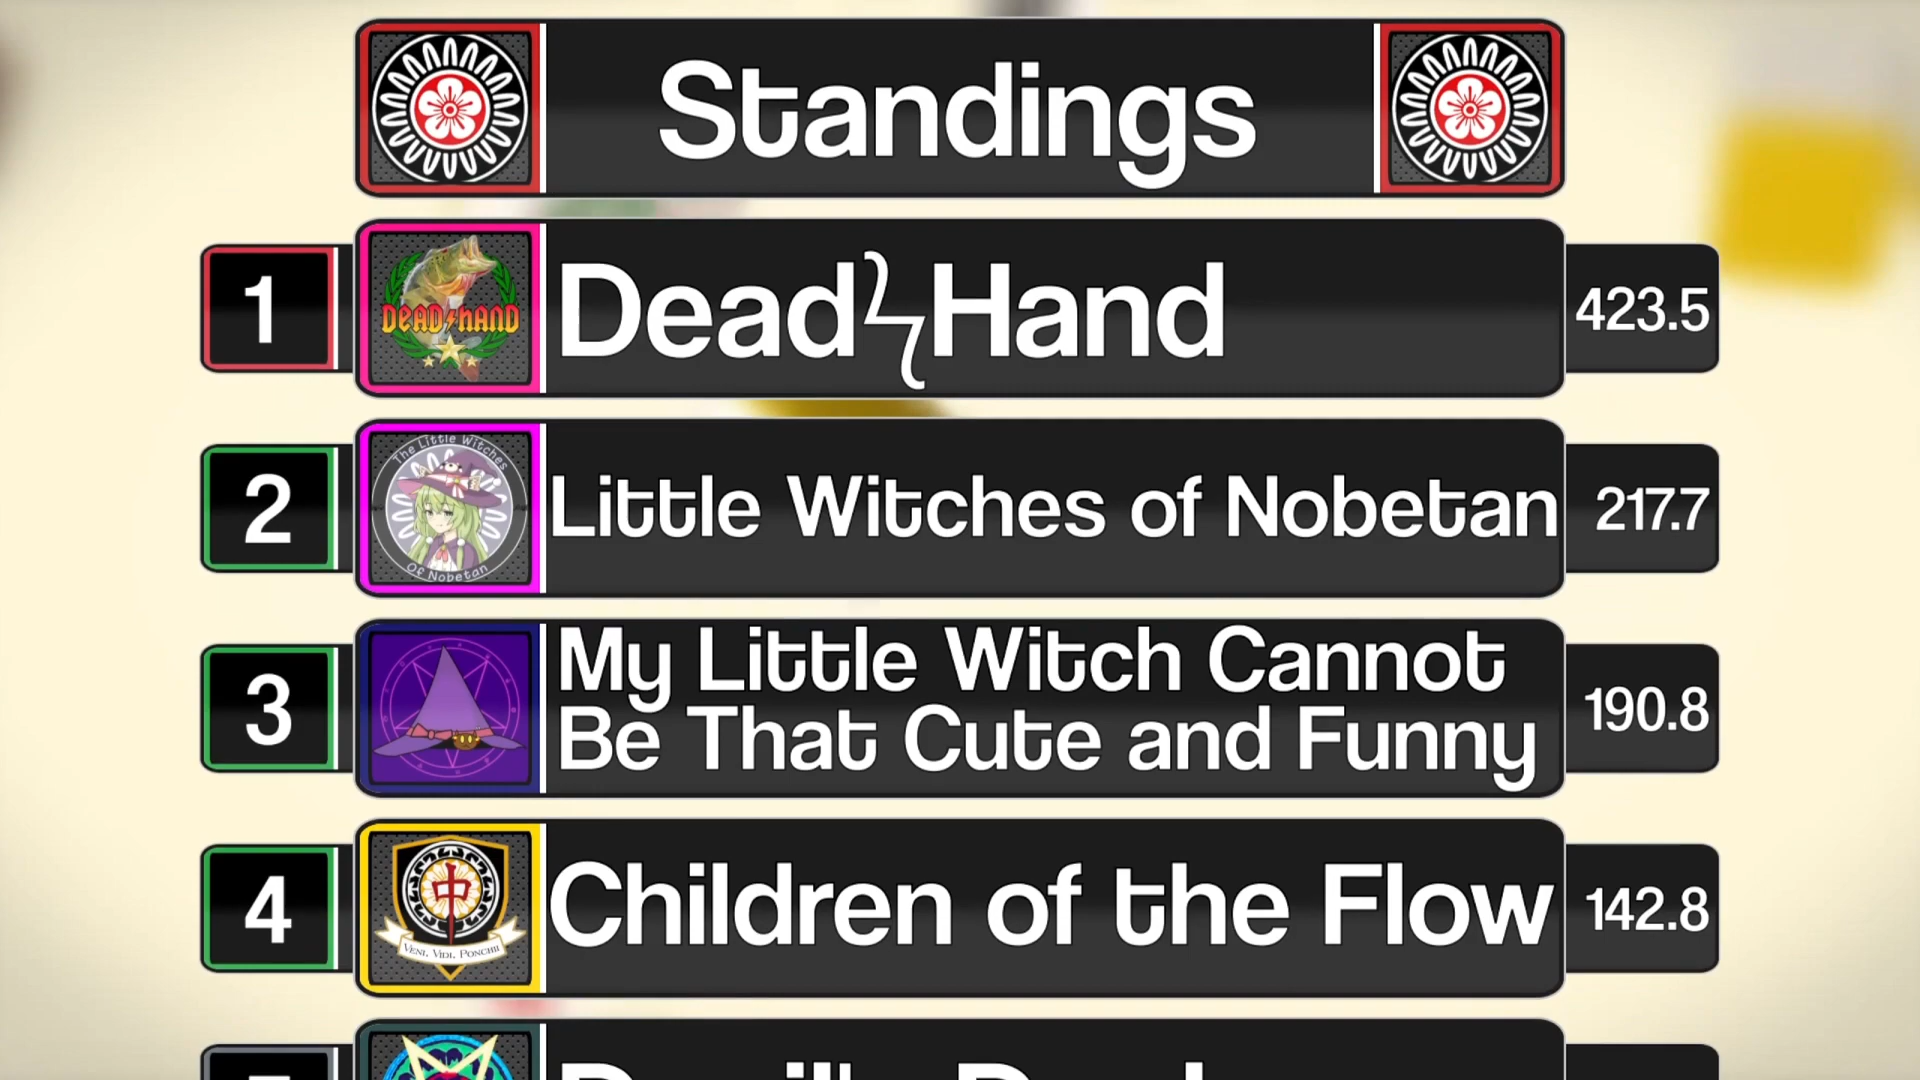 Standings
1
DEAD⚡HAND
Dead Hand
423.5
2
The Little Witches
Of Nobetan
Little Witches of Nobetan
217.7
3
My Little Witch Cannot
Be That Cute and Funny
190.8
4
中
VENI, VIDI, PONCHII
Children of the Flow
142.8